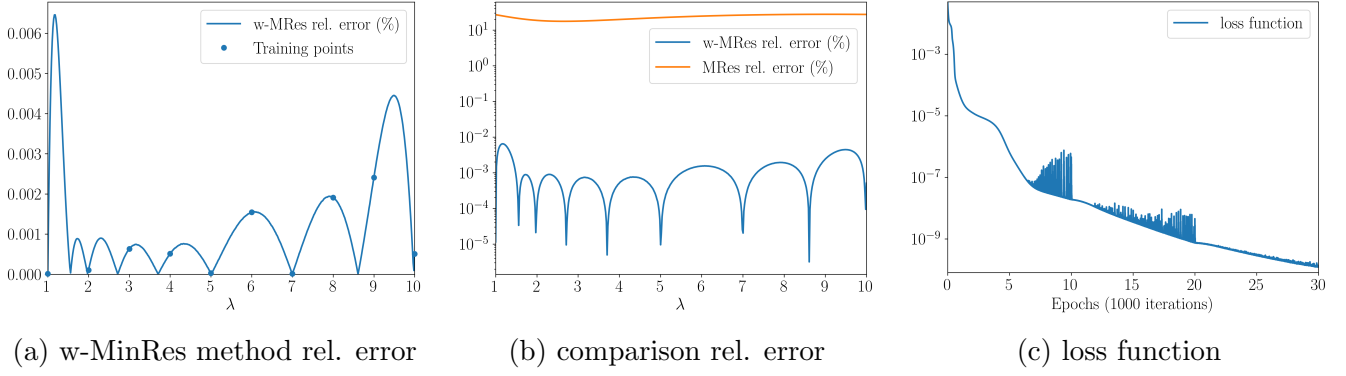 w-MRes rel. error (%)
Training points
0.006
0.005
0.004
0.003
0.002
0.001
0.000
1 2 3 4 5 6 7 8 9 10
λ
(a) w-MinRes method rel. error
w-MRes rel. error (%)
MRes rel. error (%)
10^1
10^0
10^-1
10^-2
10^-3
10^-4
10^-5
1 2 3 4 5 6 7 8 9 10
λ
(b) comparison rel. error
loss function
10^-3
10^-5
10^-7
10^-9
0 5 10 15 20 25 30
Epochs (1000 iterations)
(c) loss function